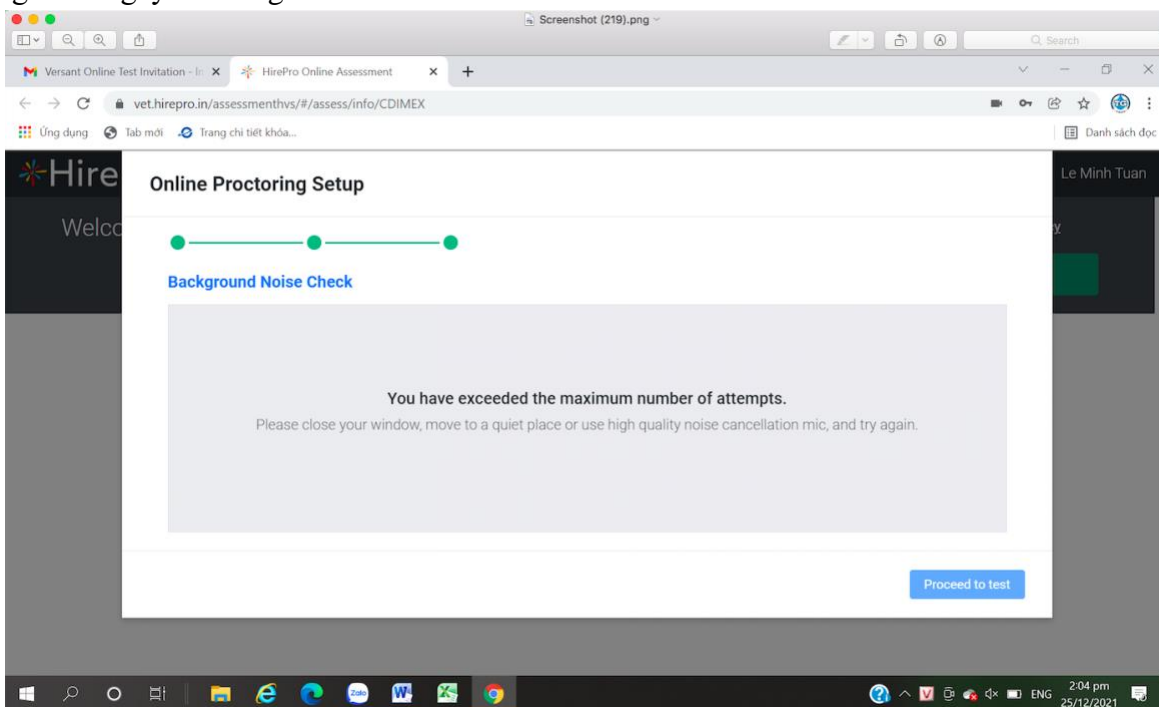 Screenshot (219).png
Search
Versant Online Test Invitation - In
HirePro Online Assessment
vet.hirepro.in/assessmenthvs/#/assess/info/CDIMEX
Ứng dụng
Tab mới
Trang chi tiết khóa...
Danh sách đọc
Hire
Le Minh Tuan
Welco
Online Proctoring Setup
Background Noise Check
You have exceeded the maximum number of attempts.
Please close your window, move to a quiet place or use high quality noise cancellation mic, and try again.
Proceed to test
Zalo
ENG
2:04 pm
25/12/2021